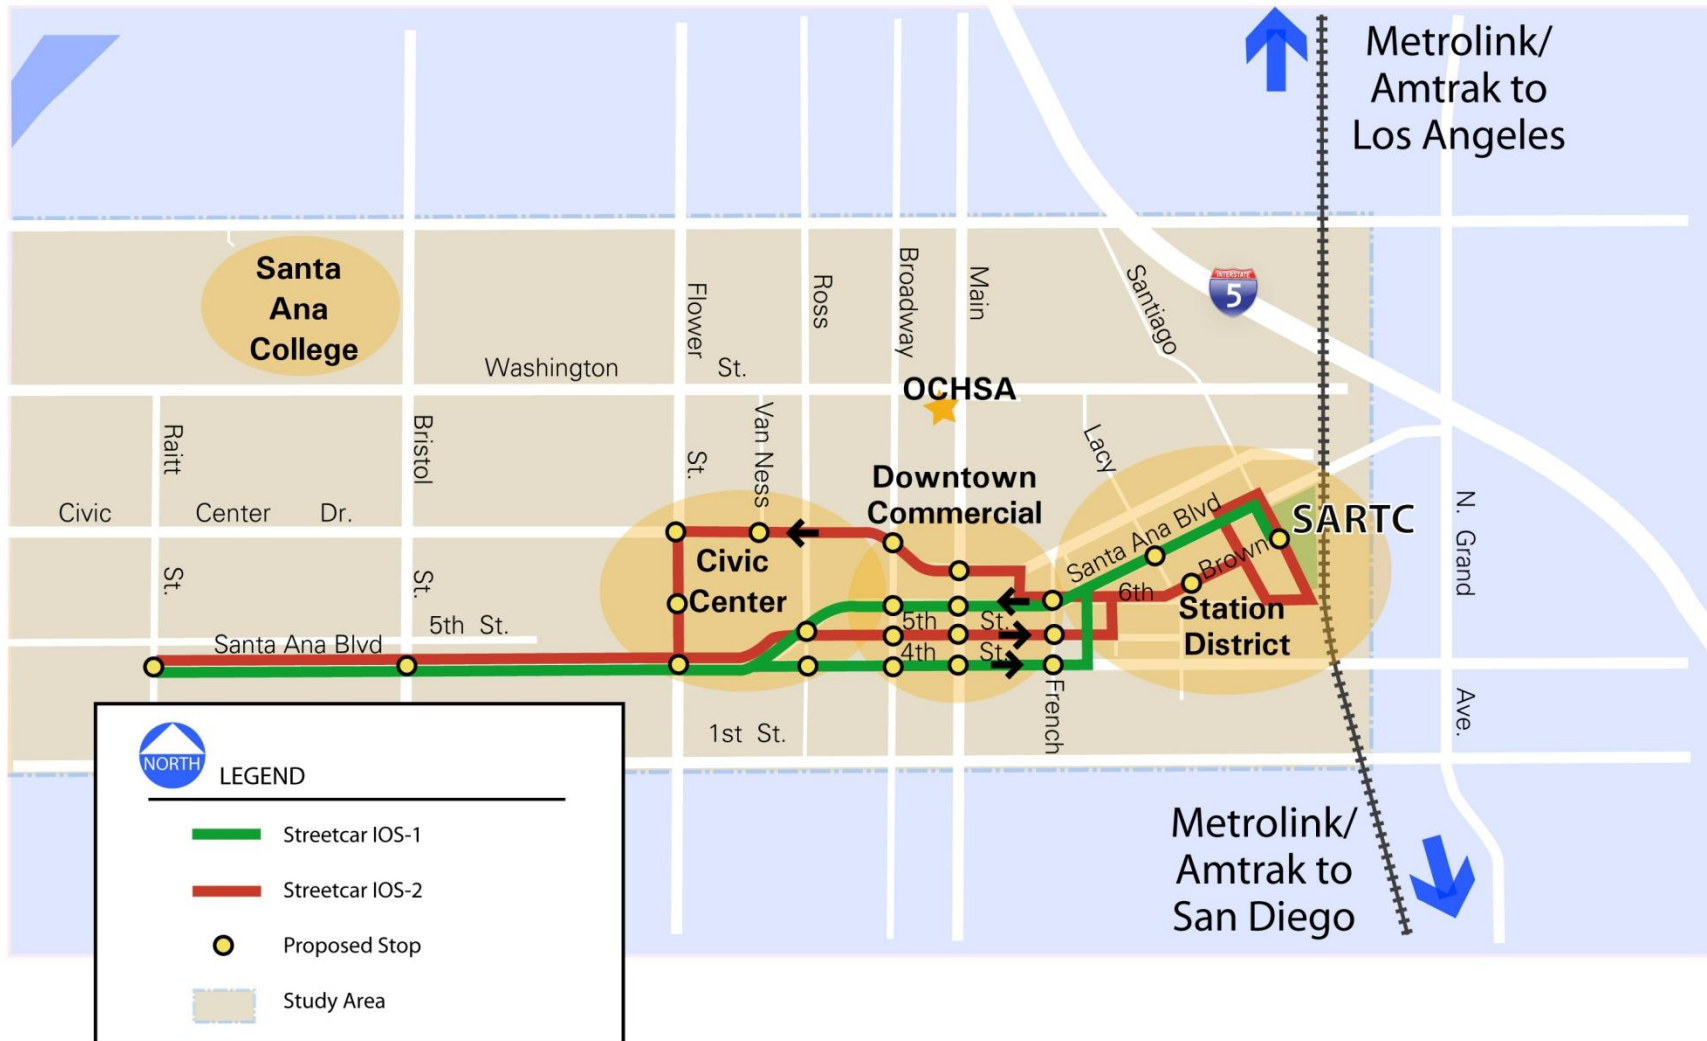 Metrolink/
Amtrak to
Los Angeles
Santa
Ana
College
Flower
St.
Ross
Broadway
Main
Santiago
5
Washington St.
OCHSA
Raitt
St.
Bristol
St.
Van Ness
Lacy
Downtown
Commercial
Civic Center Dr.
Santa Ana Blvd
SARTC
N. Grand
Ave.
Civic
Center
Brown
6th
Station
District
5th St.
4th St.
5th St.
Santa Ana Blvd
French
1st St.
NORTH
LEGEND
Streetcar IOS-1
Streetcar IOS-2
Proposed Stop
Study Area
Metrolink/
Amtrak to
San Diego